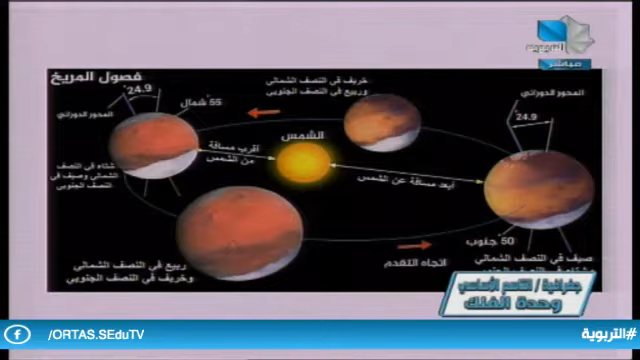 التربوية
مباشر
فصول المريخ
24.9°
55° شمال
المحور الدوراني
خريف في النصف الشمالي
وربيع في النصف الجنوبي
المحور الدوراني
24.9°
الشمس
أقرب مسافة
من الشمس
أبعد مسافة عن الشمس
شتاء في النصف
الشمالي وصيف في
النصف الجنوبي
50° جنوب
صيف في النصف الشمالي
ربيع في النصف الشمالي
وخريف في النصف الجنوبي
اتجاه التقدم
جغرافية / التاسع الأساسي
وحدة الفلك
/ORTAS.SEduTV
#التربوية